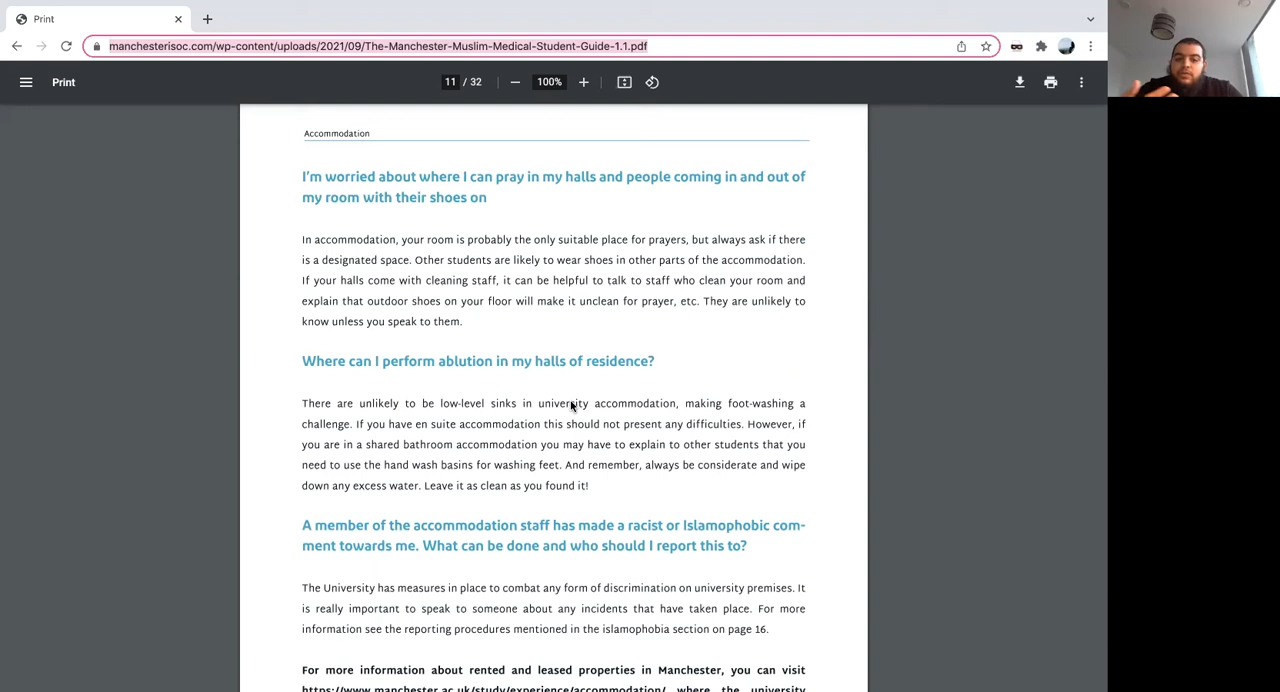 Print
manchesterisoc.com/wp-content/uploads/2021/09/The-Manchester-Muslim-Medical-Student-Guide-1.1.pdf
Print
11 / 32
100%
Accommodation
I'm worried about where I can pray in my halls and people coming in and out of
my room with their shoes on
In accommodation, your room is probably the only suitable place for prayers, but always ask if there
is a designated space. Other students are likely to wear shoes in other parts of the accommodation.
If your halls come with cleaning staff, it can be helpful to talk to staff who clean your room and
explain that outdoor shoes on your floor will make it unclean for prayer, etc. They are unlikely to
know unless you speak to them.
Where can I perform ablution in my halls of residence?
There are unlikely to be low-level sinks in university accommodation, making foot-washing a
challenge. If you have en suite accommodation this should not present any difficulties. However, if
you are in a shared bathroom accommodation you may have to explain to other students that you
need to use the hand wash basins for washing feet. And remember, always be considerate and wipe
down any excess water. Leave it as clean as you found it!
A member of the accommodation staff has made a racist or Islamophobic com-
ment towards me. What can be done and who should I report this to?
The University has measures in place to combat any form of discrimination on university premises. It
is really important to speak to someone about any incidents that have taken place. For more
information see the reporting procedures mentioned in the islamophobia section on page 16.
For more information about rented and leased properties in Manchester, you can visit
https://www.manchester.ac.uk/study/experience/accommodation/ where the university